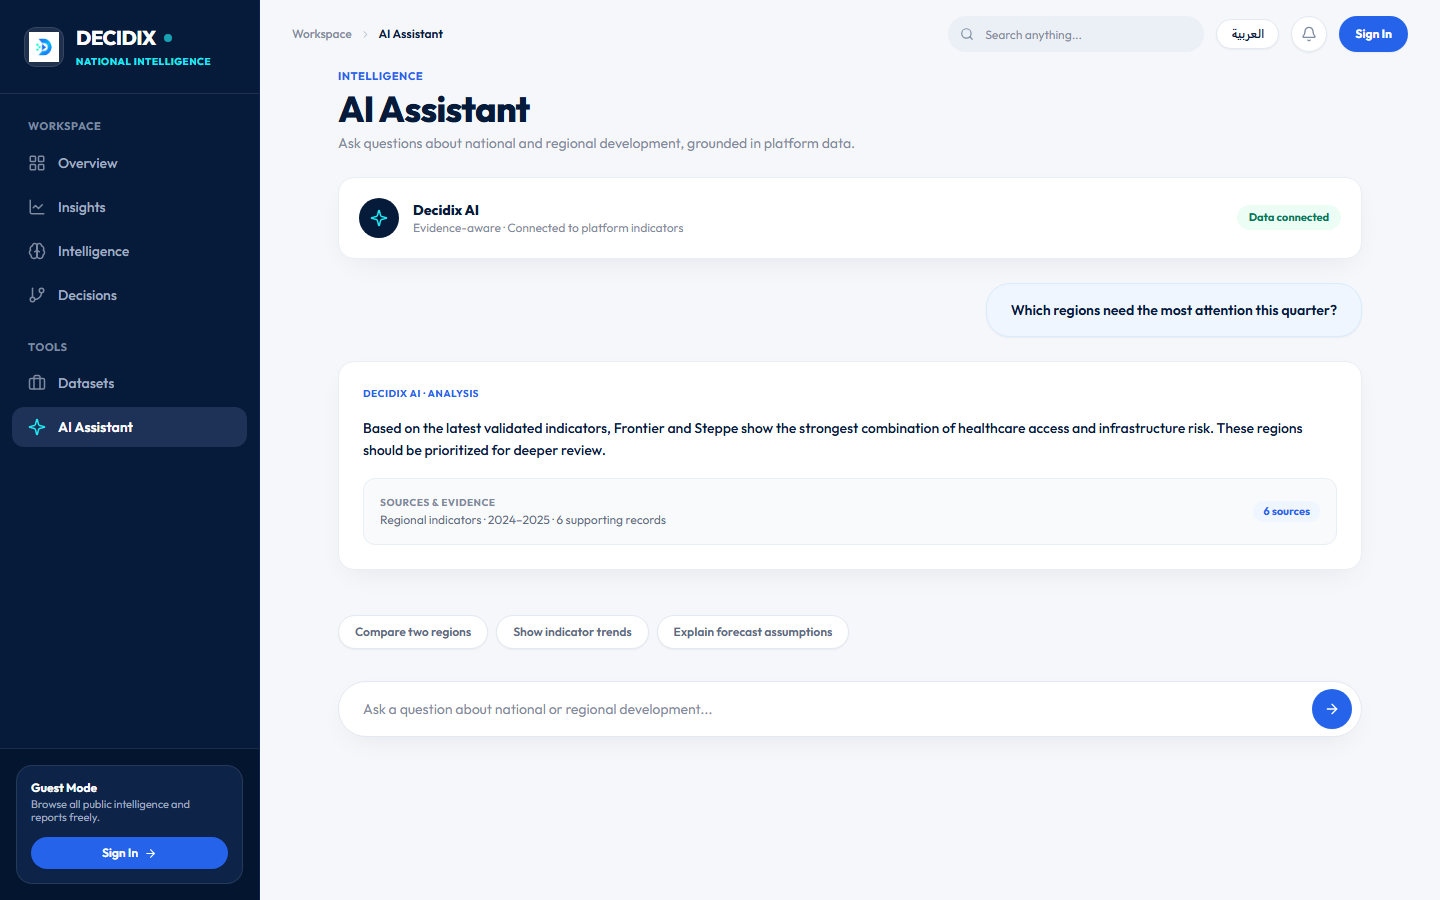 DECIDIX
NATIONAL INTELLIGENCE
WORKSPACE
Overview
Insights
Intelligence
Decisions
TOOLS
Datasets
AI Assistant
Guest Mode
Browse all public intelligence and
reports freely.
Sign In
Workspace
AI Assistant
Search anything...
العربية
Sign In
INTELLIGENCE
AI Assistant
Ask questions about national and regional development, grounded in platform data.
Decidix AI
Evidence-aware · Connected to platform indicators
Data connected
Which regions need the most attention this quarter?
DECIDIX AI · ANALYSIS
Based on the latest validated indicators, Frontier and Steppe show the strongest combination of healthcare access and infrastructure risk. These regions
should be prioritized for deeper review.
SOURCES & EVIDENCE
Regional indicators · 2024–2025 · 6 supporting records
6 sources
Compare two regions
Show indicator trends
Explain forecast assumptions
Ask a question about national or regional development...